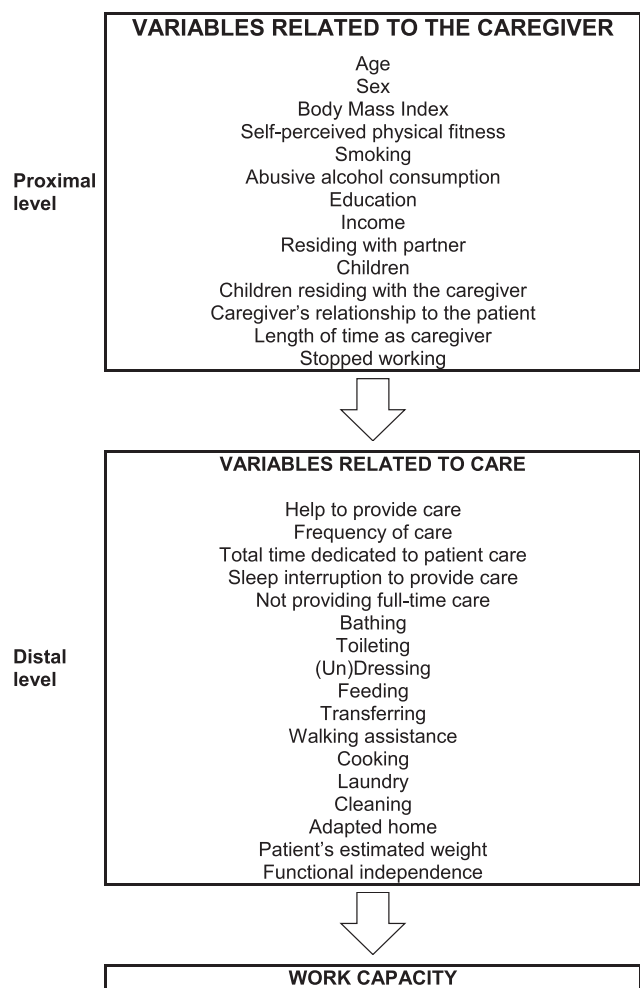 VARIABLES RELATED TO THE CAREGIVER
Age
Sex
Body Mass Index
Self-perceived physical fitness
Smoking
Abusive alcohol consumption
Education
Income
Residing with partner
Children
Children residing with the caregiver
Caregiver's relationship to the patient
Length of time as caregiver
Stopped working
Proximal
level
VARIABLES RELATED TO CARE
Help to provide care
Frequency of care
Total time dedicated to patient care
Sleep interruption to provide care
Not providing full-time care
Bathing
Toileting
(Un)Dressing
Feeding
Transferring
Walking assistance
Cooking
Laundry
Cleaning
Adapted home
Patient's estimated weight
Functional independence
Distal
level
WORK CAPACITY